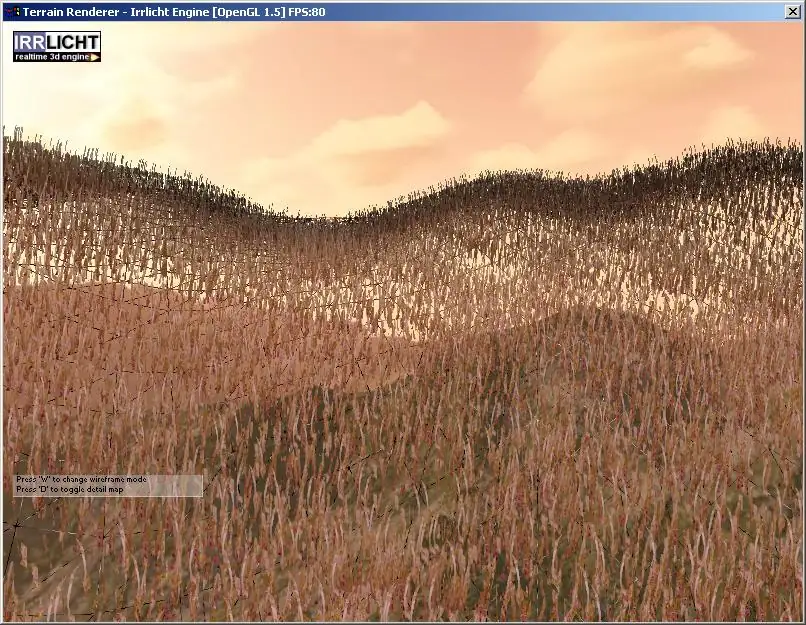 Terrain Renderer - Irrlicht Engine [OpenGL 1.5] FPS:80
IRRLICHT
realtime 3d engine
Press 'W' to change wireframe mode
Press 'D' to toggle detail map